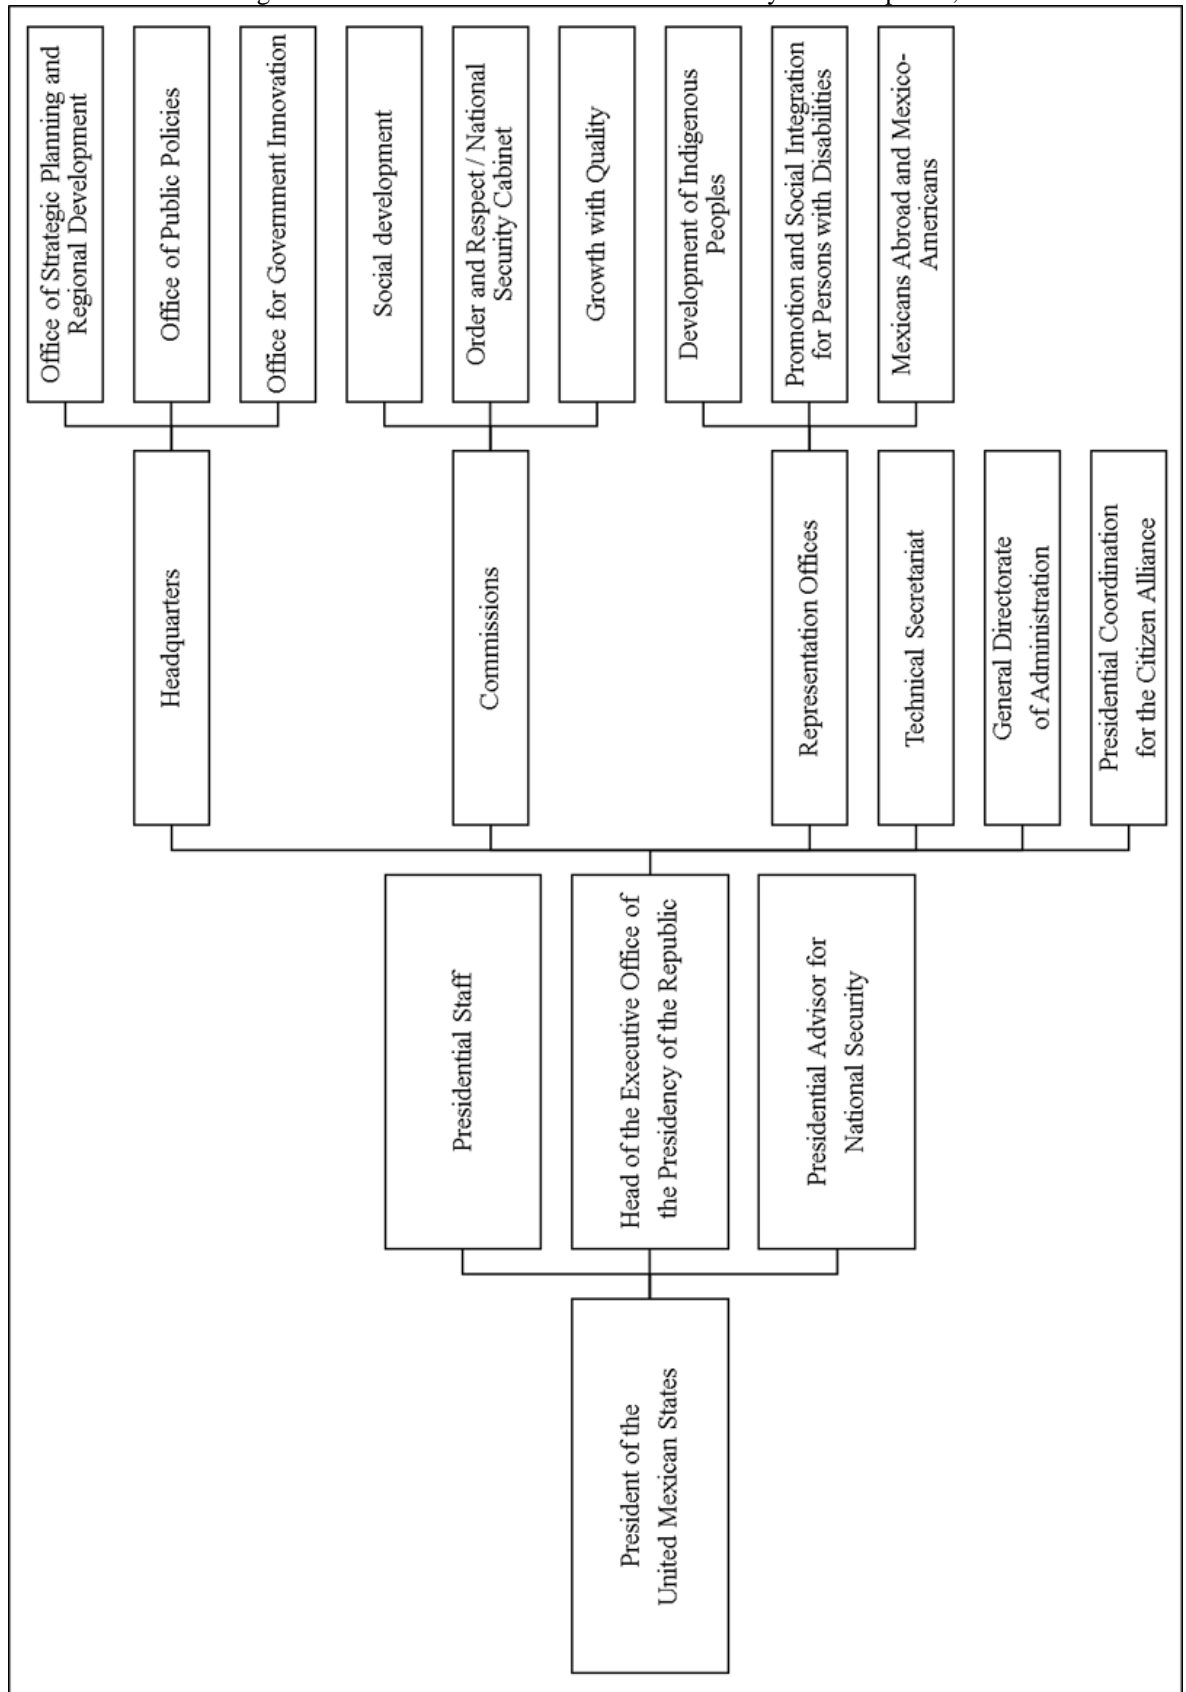 President of the
United Mexican States
Presidential Staff
Head of the Executive Office of
the Presidency of the Republic
Presidential Advisor for
National Security
Headquarters
Commissions
Representation Offices
Technical Secretariat
General Directorate
of Administration
Presidential Coordination
for the Citizen Alliance
Office of Strategic Planning and
Regional Development
Office of Public Policies
Office for Government Innovation
Social development
Order and Respect / National
Security Cabinet
Growth with Quality
Development of Indigenous
Peoples
Promotion and Social Integration
for Persons with Disabilities
Mexicans Abroad and Mexico-
Americans